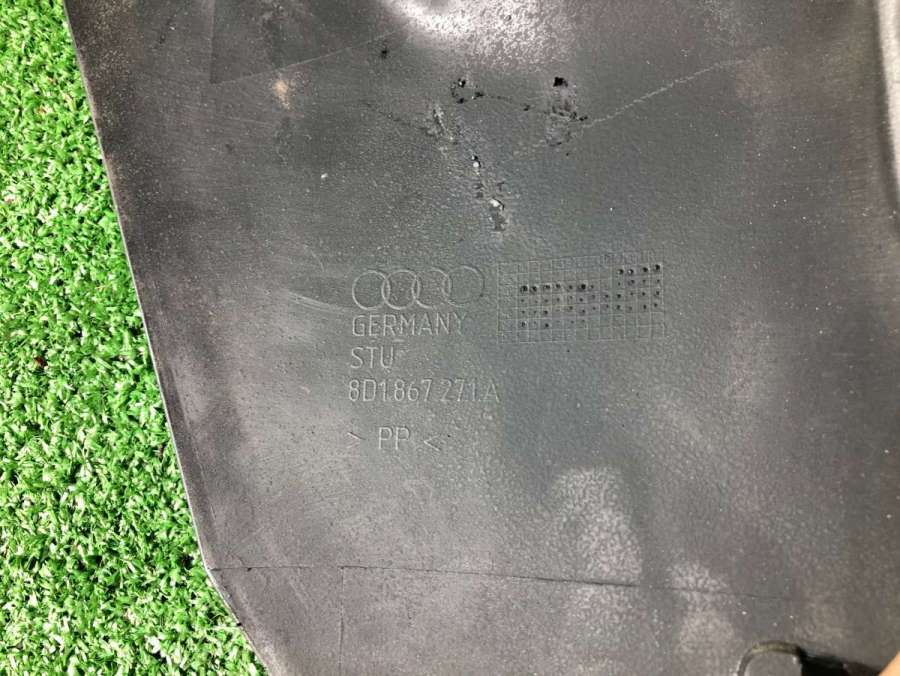 GERMANY
STU
8D1.867 271.A
> PP <